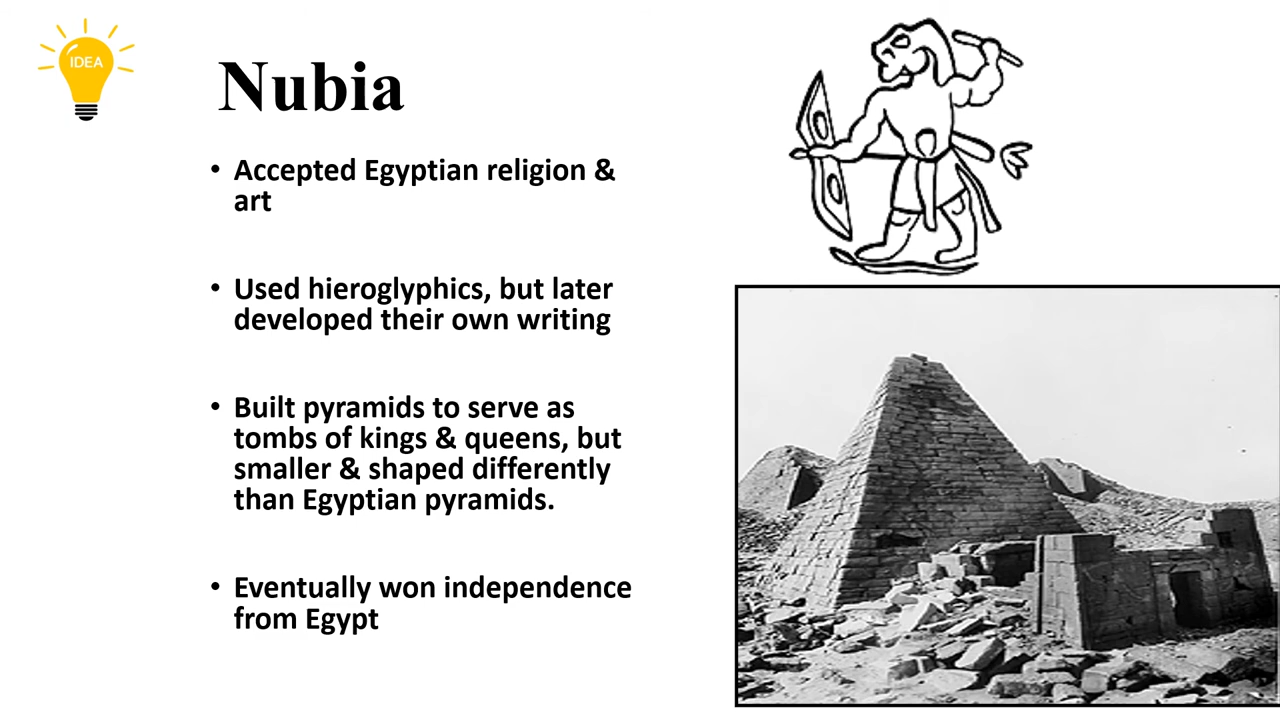 IDEA
Nubia
• Accepted Egyptian religion &
art
• Used hieroglyphics, but later
developed their own writing
• Built pyramids to serve as
tombs of kings & queens, but
smaller & shaped differently
than Egyptian pyramids.
• Eventually won independence
from Egypt